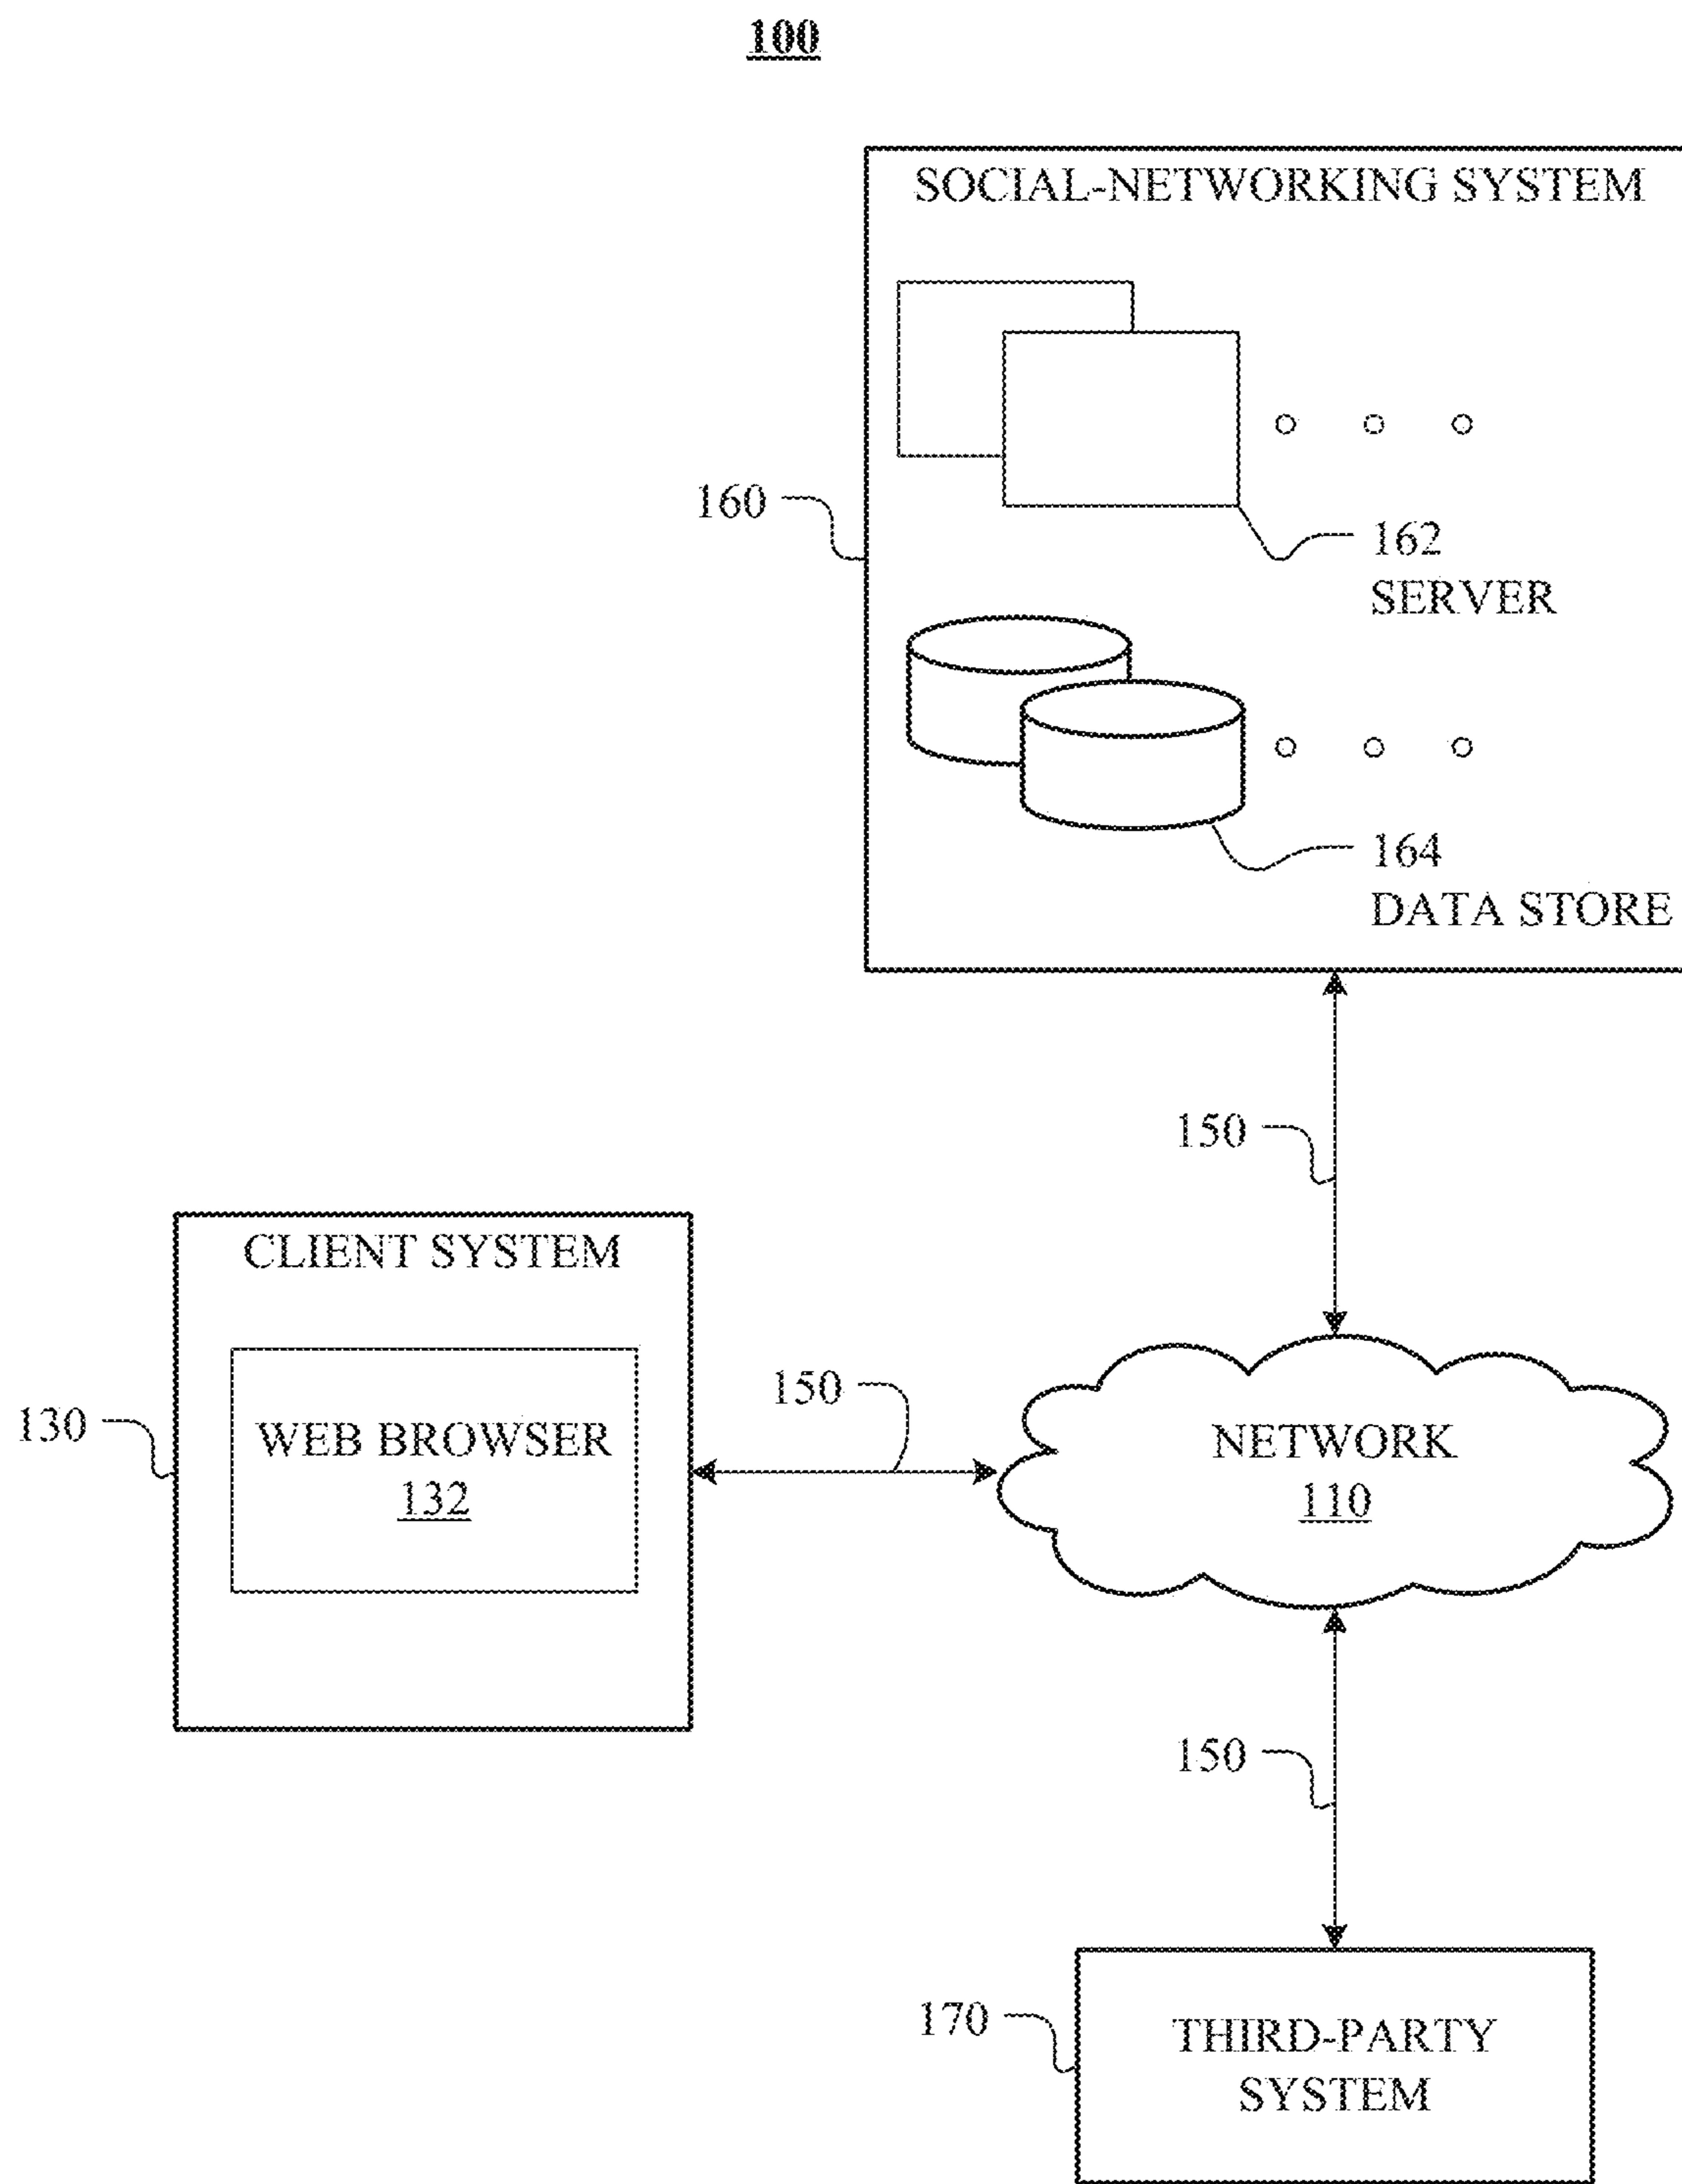 100
SOCIAL-NETWORKING SYSTEM
160
162
SERVER
164
DATA STORE
150
CLIENT SYSTEM
WEB BROWSER
132
130
150
NETWORK
110
150
170
THIRD-PARTY
SYSTEM